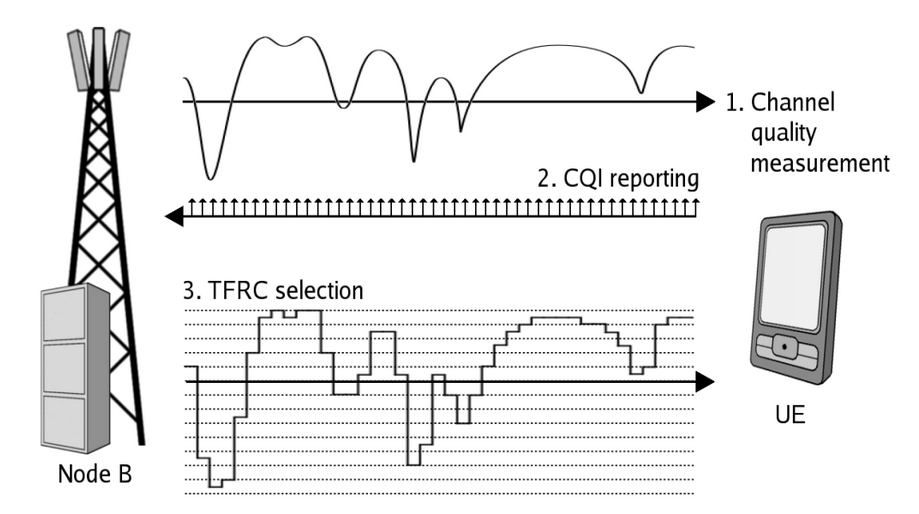 1. Channel
quality
measurement
2. CQI reporting
3. TFRC selection
UE
Node B